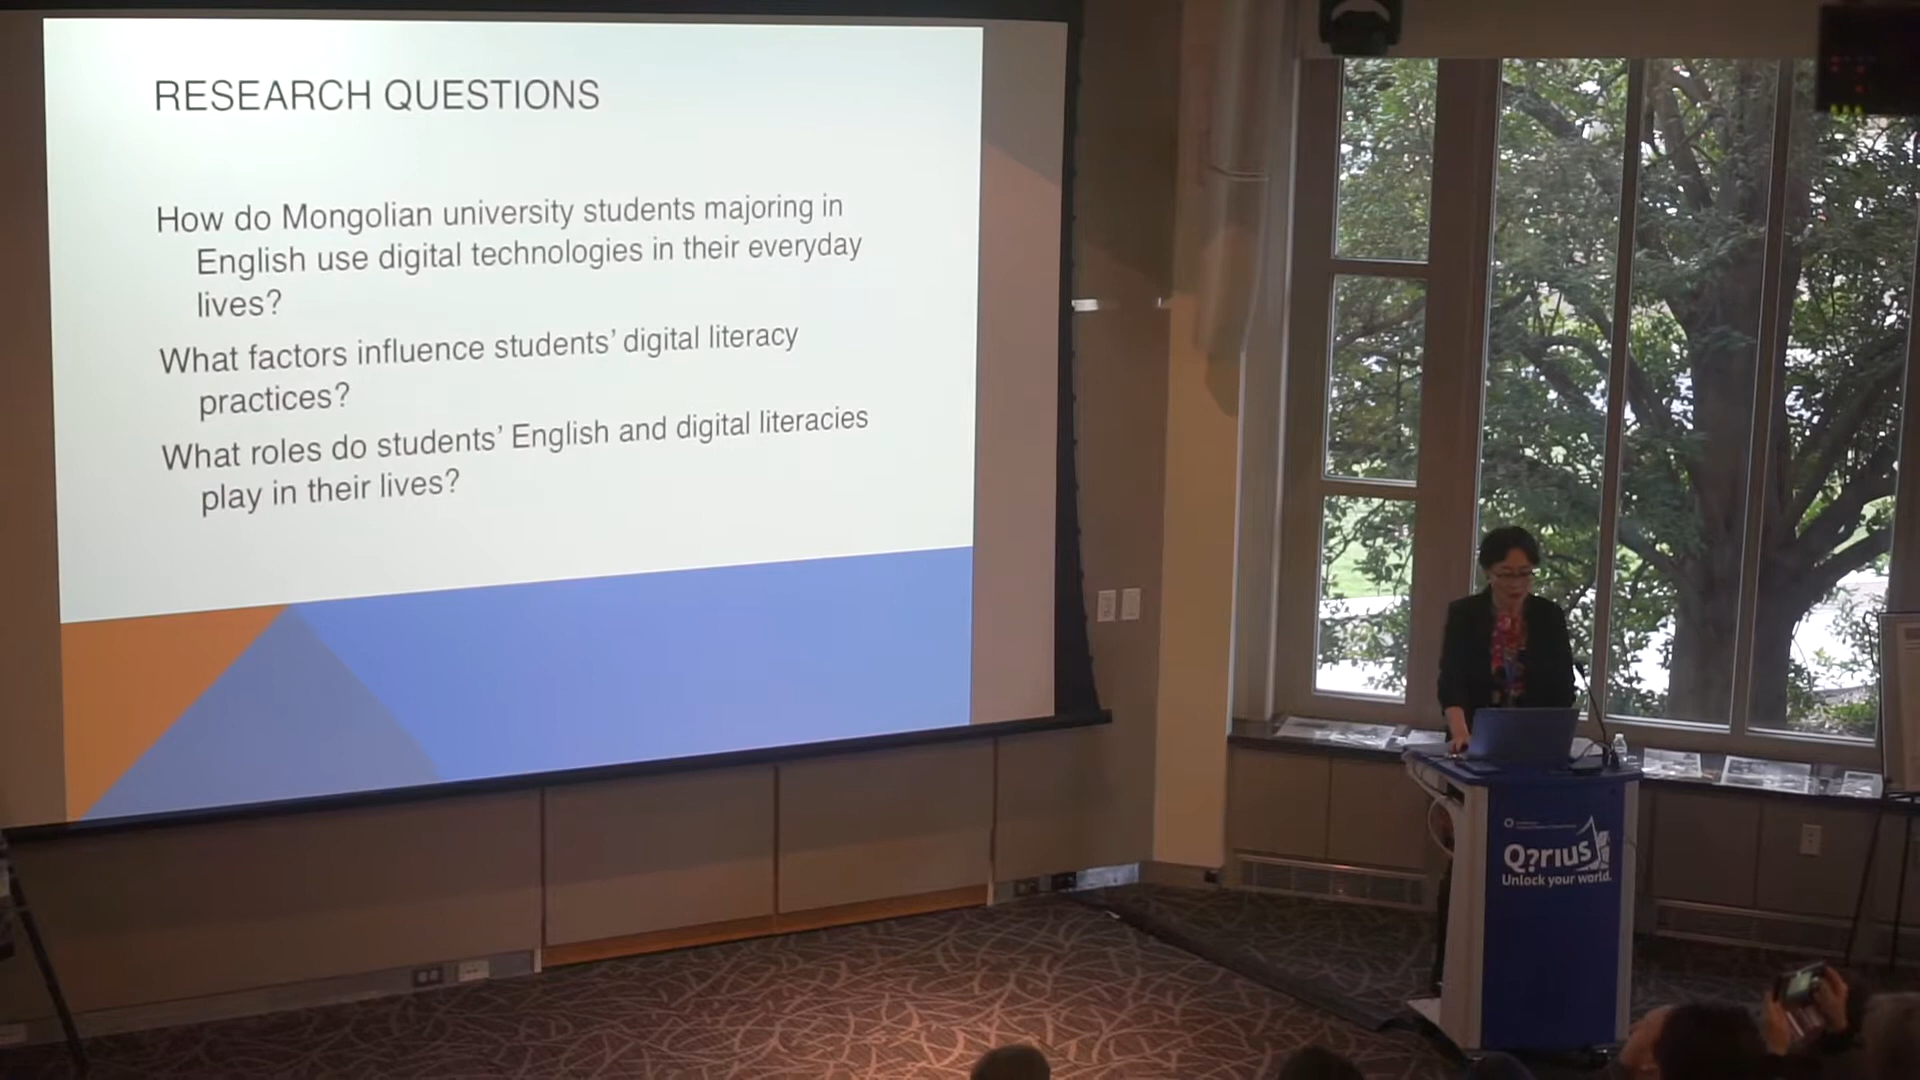 RESEARCH QUESTIONS
How do Mongolian university students majoring in
English use digital technologies in their everyday
lives?
What factors influence students' digital literacy
practices?
What roles do students' English and digital literacies
play in their lives?
Q?rius
Unlock your world.